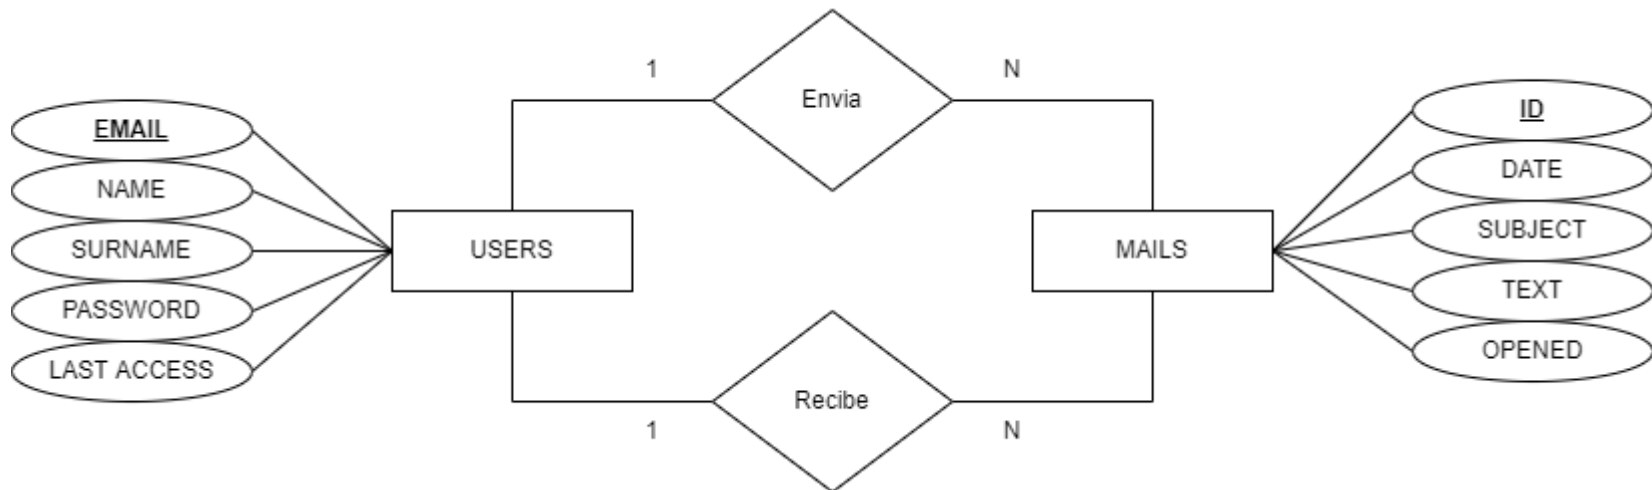 1
N
Envia
EMAIL
NAME
SURNAME
PASSWORD
LAST ACCESS
USERS
MAILS
ID
DATE
SUBJECT
TEXT
OPENED
Recibe
1
N